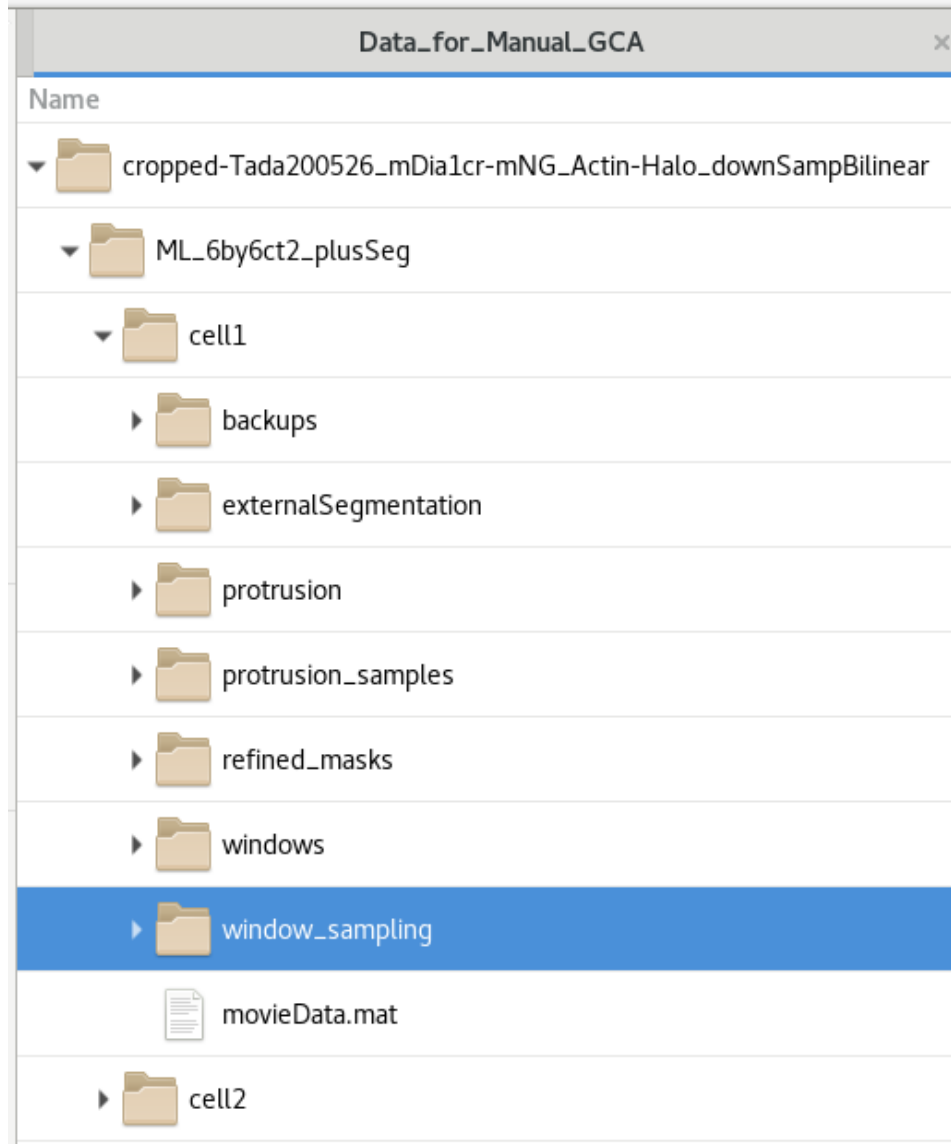 Data_for_Manual_GCA
Name
cropped-Tada200526_mDia1cr-mNG_Actin-Halo_downSampBilinear
ML_6by6ct2_plusSeg
cell1
backups
externalSegmentation
protrusion
protrusion_samples
refined_masks
windows
window_sampling
movieData.mat
cell2